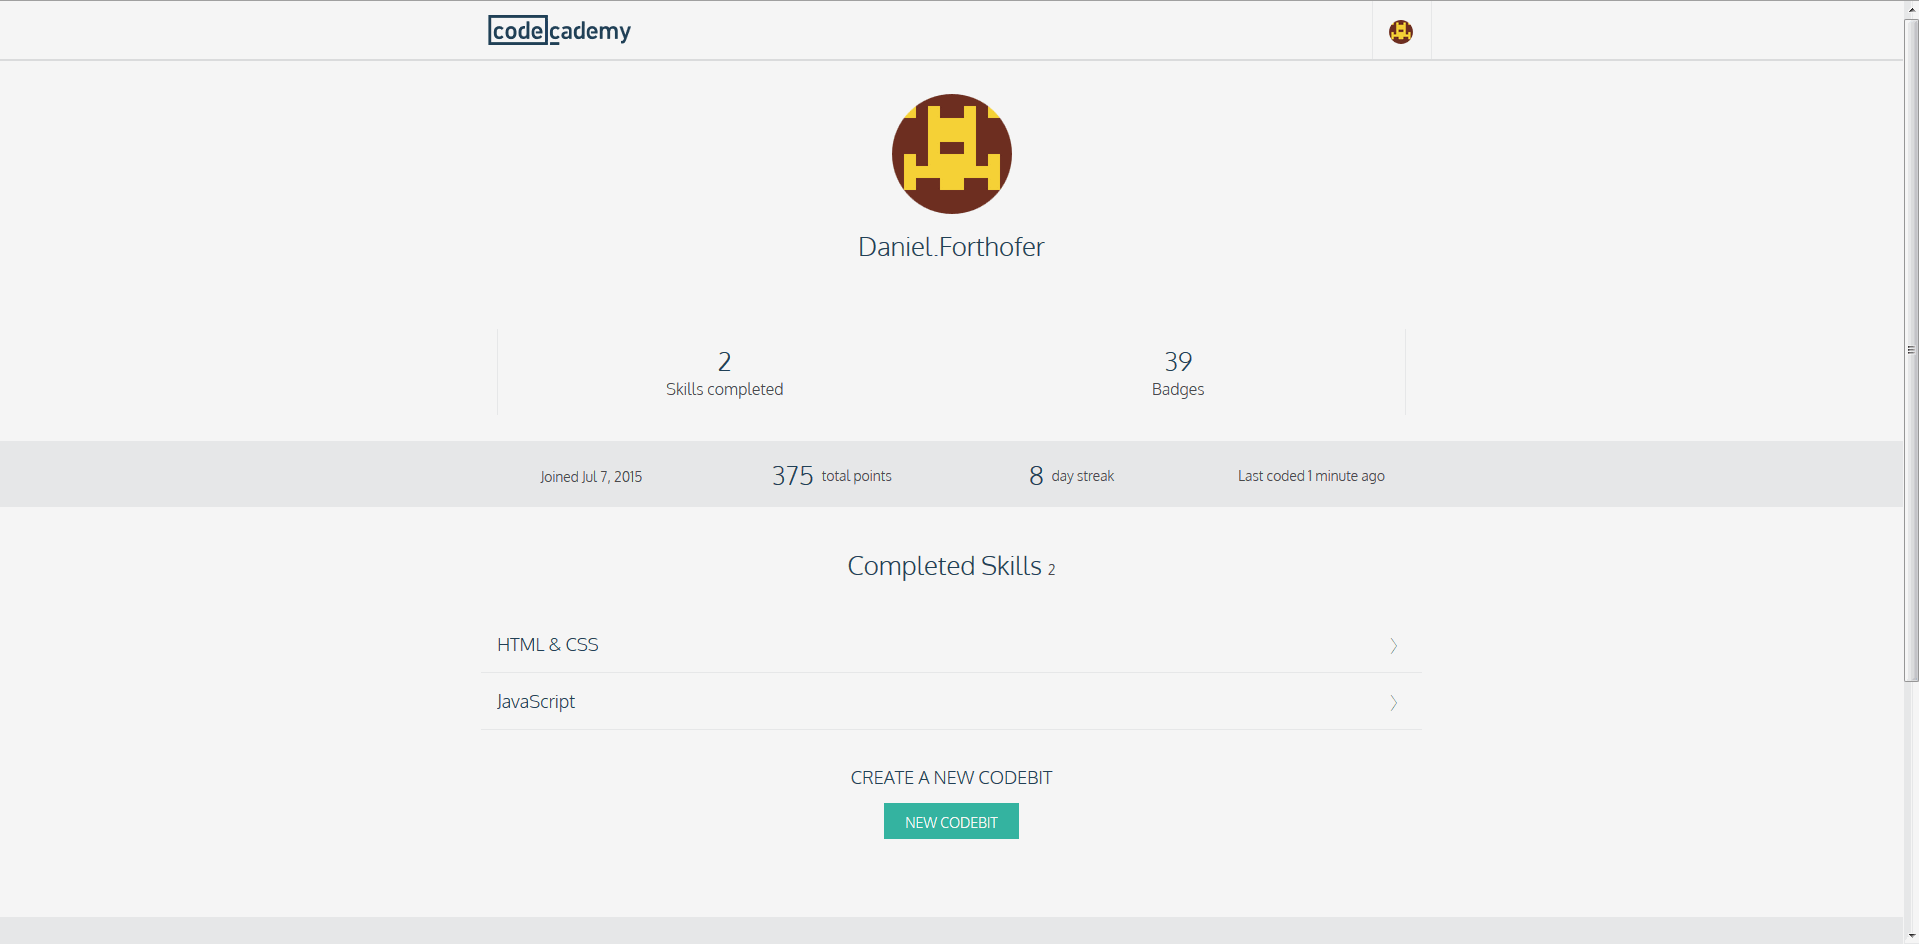 codecademy
Daniel.Forthofer
2
Skills completed
39
Badges
Joined Jul 7, 2015
375 total points
8 day streak
Last coded 1 minute ago
Completed Skills 2
HTML & CSS
JavaScript
CREATE A NEW CODEBIT
NEW CODEBIT